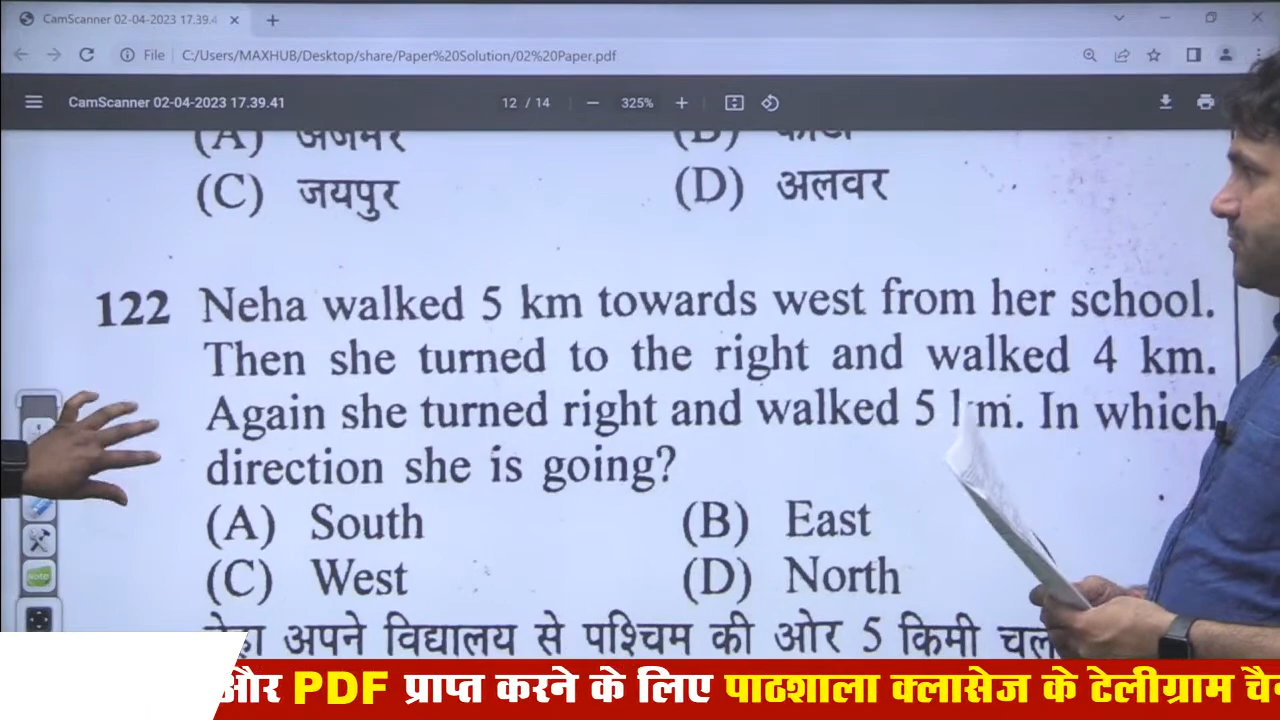 CamScanner 02-04-2023 17.39.4
File C:/Users/MAXHUB/Desktop/share/Paper%20Solution/02%20Paper.pdf
CamScanner 02-04-2023 17.39.41 12 / 14 325%
(A) अजमेर (B) कोटा
(C) जयपुर (D) अलवर
122 Neha walked 5 km towards west from her school.
Then she turned to the right and walked 4 km.
Again she turned right and walked 5 km. In which
direction she is going?
(A) South (B) East
(C) West (D) North
अपने विद्यालय से पश्चिम की ओर 5 किमी चल
और PDF प्राप्त करने के लिए पाठशाला क्लासेज के टेलीग्राम